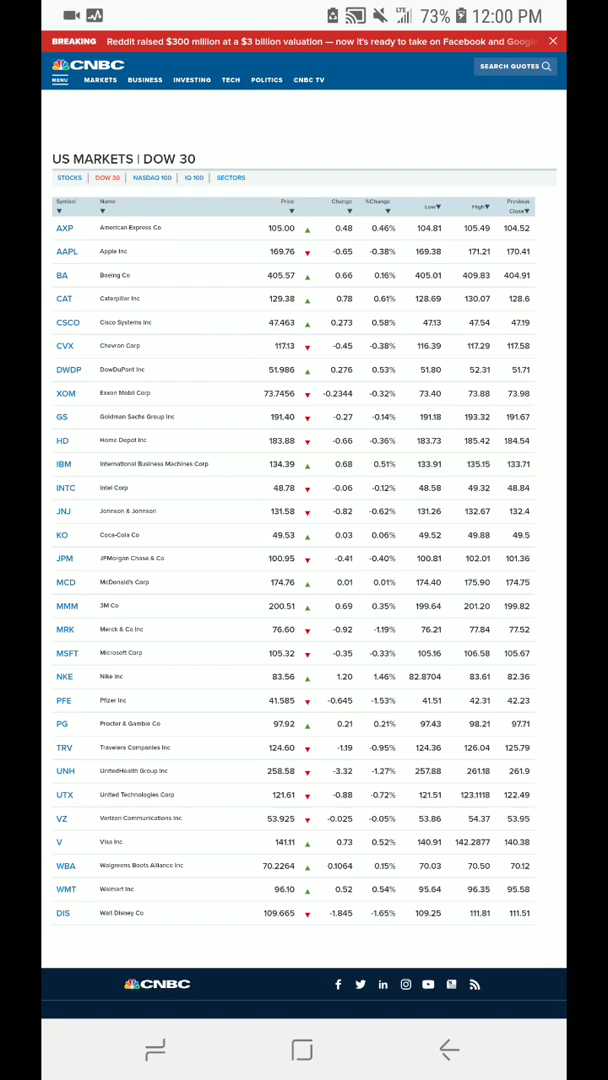 LTE 73% 12:00 PM
BREAKING Reddit raised $300 million at a $3 billion valuation — now it's ready to take on Facebook and Google
CNBC
SEARCH QUOTES
MENU MARKETS BUSINESS INVESTING TECH POLITICS CNBC TV
US MARKETS | DOW 30
STOCKS | DOW 30 | NASDAQ 100 | IQ 100 | SECTORS
Symbol▼ Name▼ Price▼ Change▼ %Change▼ Low▼ High▼ Previous Close▼
AXP American Express Co 105.00 ▲ 0.48 0.46% 104.81 105.49 104.52
AAPL Apple Inc 169.76 ▼ -0.65 -0.38% 169.38 171.21 170.41
BA Boeing Co 405.57 ▲ 0.66 0.16% 405.01 409.83 404.91
CAT Caterpillar Inc 129.38 ▲ 0.78 0.61% 128.69 130.07 128.6
CSCO Cisco Systems Inc 47.463 ▲ 0.273 0.58% 47.13 47.54 47.19
CVX Chevron Corp 117.13 ▼ -0.45 -0.38% 116.39 117.29 117.58
DWDP DowDuPont Inc 51.986 ▲ 0.276 0.53% 51.80 52.31 51.71
XOM Exxon Mobil Corp 73.7456 ▼ -0.2344 -0.32% 73.40 73.88 73.98
GS Goldman Sachs Group Inc 191.40 ▼ -0.27 -0.14% 191.18 193.32 191.67
HD Home Depot Inc 183.88 ▼ -0.66 -0.36% 183.73 185.42 184.54
IBM International Business Machines Corp 134.39 ▲ 0.68 0.51% 133.91 135.15 133.71
INTC Intel Corp 48.78 ▼ -0.06 -0.12% 48.58 49.32 48.84
JNJ Johnson & Johnson 131.58 ▼ -0.82 -0.62% 131.26 132.67 132.4
KO Coca-Cola Co 49.53 ▲ 0.03 0.06% 49.52 49.88 49.5
JPM JPMorgan Chase & Co 100.95 ▼ -0.41 -0.40% 100.81 102.01 101.36
MCD McDonald's Corp 174.76 ▲ 0.01 0.01% 174.40 175.90 174.75
MMM 3M Co 200.51 ▲ 0.69 0.35% 199.64 201.20 199.82
MRK Merck & Co Inc 76.60 ▼ -0.92 -1.19% 76.21 77.84 77.52
MSFT Microsoft Corp 105.32 ▼ -0.35 -0.33% 105.16 106.58 105.67
NKE Nike Inc 83.56 ▲ 1.20 1.46% 82.8704 83.61 82.36
PFE Pfizer Inc 41.585 ▼ -0.645 -1.53% 41.51 42.31 42.23
PG Procter & Gamble Co 97.92 ▲ 0.21 0.21% 97.43 98.21 97.71
TRV Travelers Companies Inc 124.60 ▼ -1.19 -0.95% 124.36 126.04 125.79
UNH UnitedHealth Group Inc 258.58 ▼ -3.32 -1.27% 257.88 261.18 261.9
UTX United Technologies Corp 121.61 ▼ -0.88 -0.72% 121.51 123.1118 122.49
VZ Verizon Communications Inc 53.925 ▼ -0.025 -0.05% 53.86 54.37 53.95
V Visa Inc 141.11 ▲ 0.73 0.52% 140.91 142.2877 140.38
WBA Walgreens Boots Alliance Inc 70.2264 ▲ 0.1064 0.15% 70.03 70.50 70.12
WMT Walmart Inc 96.10 ▲ 0.52 0.54% 95.64 96.35 95.58
DIS Walt Disney Co 109.665 ▼ -1.845 -1.65% 109.25 111.81 111.51
CNBC